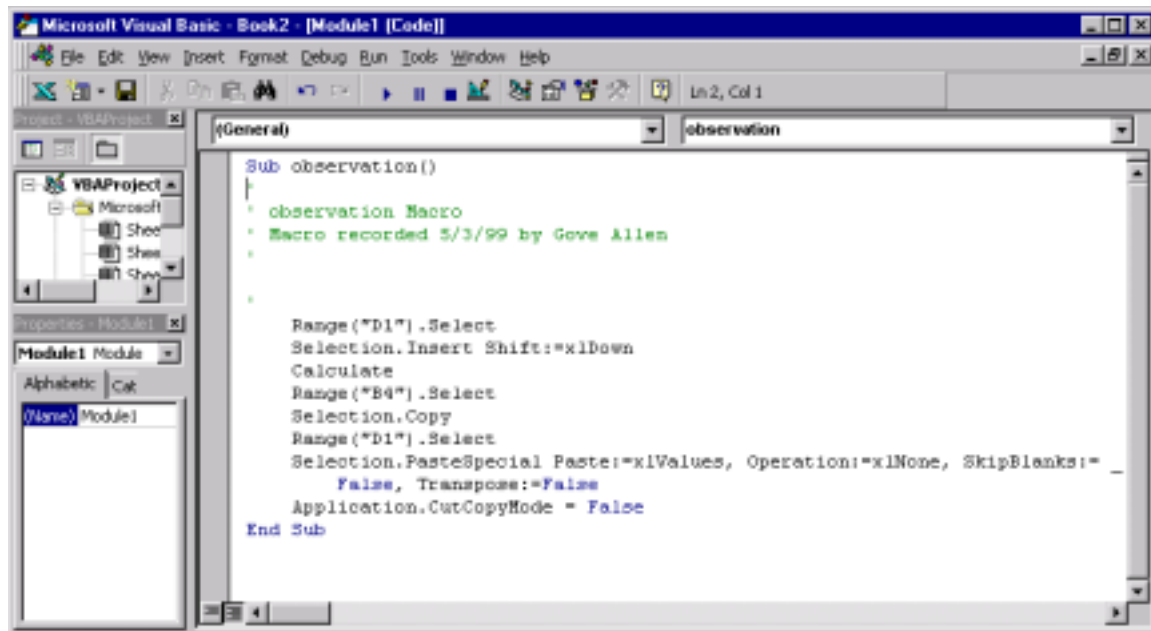 Microsoft Visual Basic - Book2 - [Module1 (Code)]
File Edit View Insert Format Debug Run Tools Window Help
Ln 2, Col 1
Project - VBAProject
(General)
observation
VBAProject
Microsoft
Shee
Shee
Shee
Properties - Module1
Module1 Module
Alphabetic Cat
(Name) Module1
Sub observation()
'
' observation Macro
' Macro recorded 5/3/99 by Gove Allen
'
'
Range("D1").Select
Selection.Insert Shift:=xlDown
Calculate
Range("B4").Select
Selection.Copy
Range("D1").Select
Selection.PasteSpecial Paste:=xlValues, Operation:=xlNone, SkipBlanks:= _
False, Transpose:=False
Application.CutCopyMode = False
End Sub